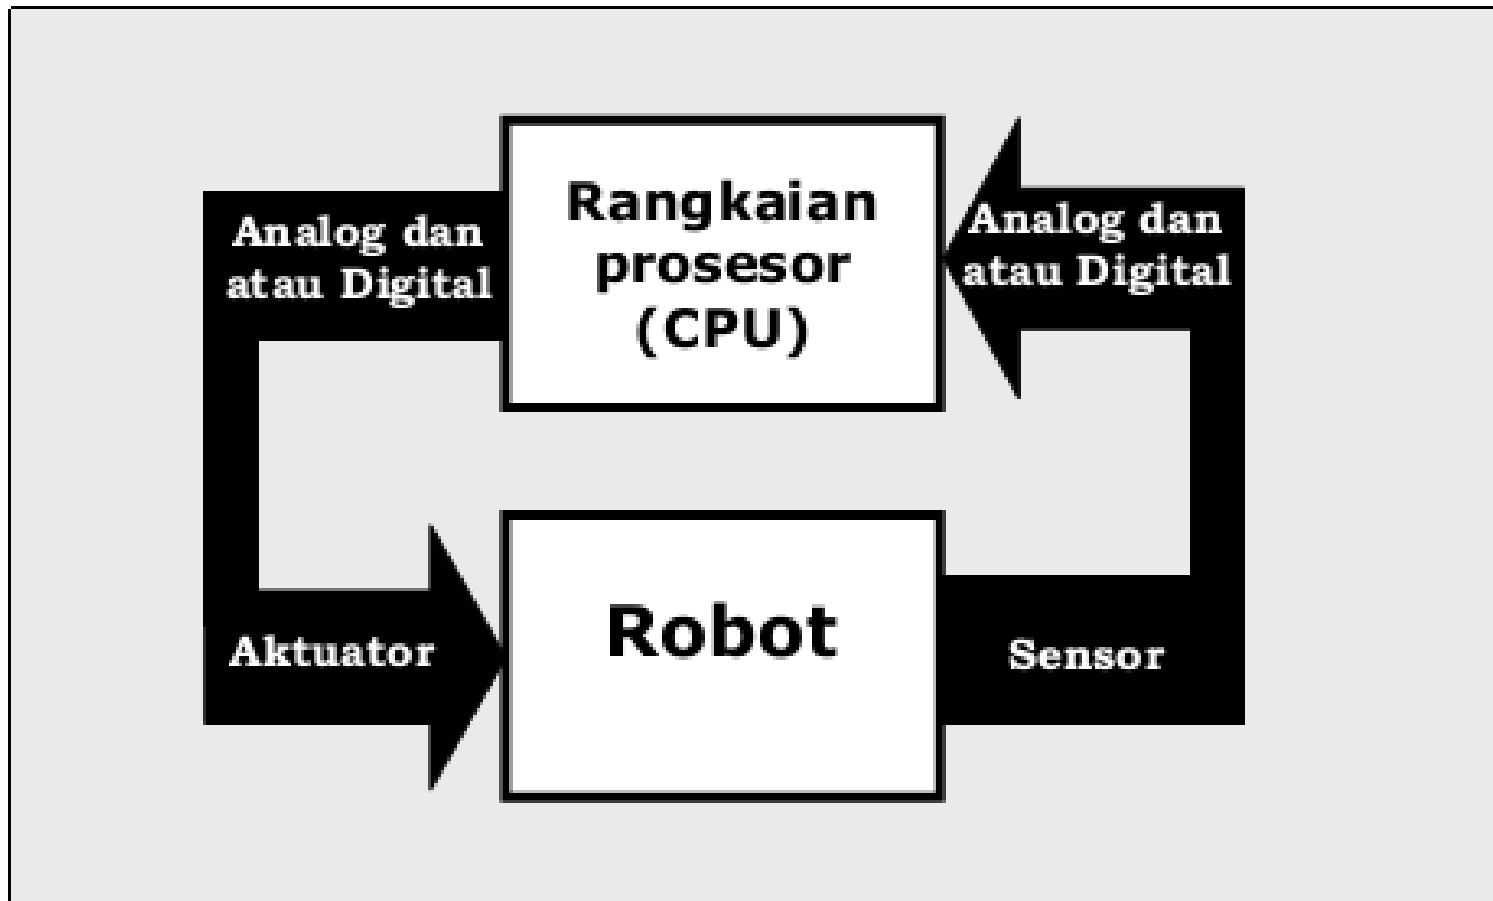 Analog dan
atau Digital
Rangkaian
prosesor
(CPU)
Analog dan
atau Digital
Aktuator
Robot
Sensor